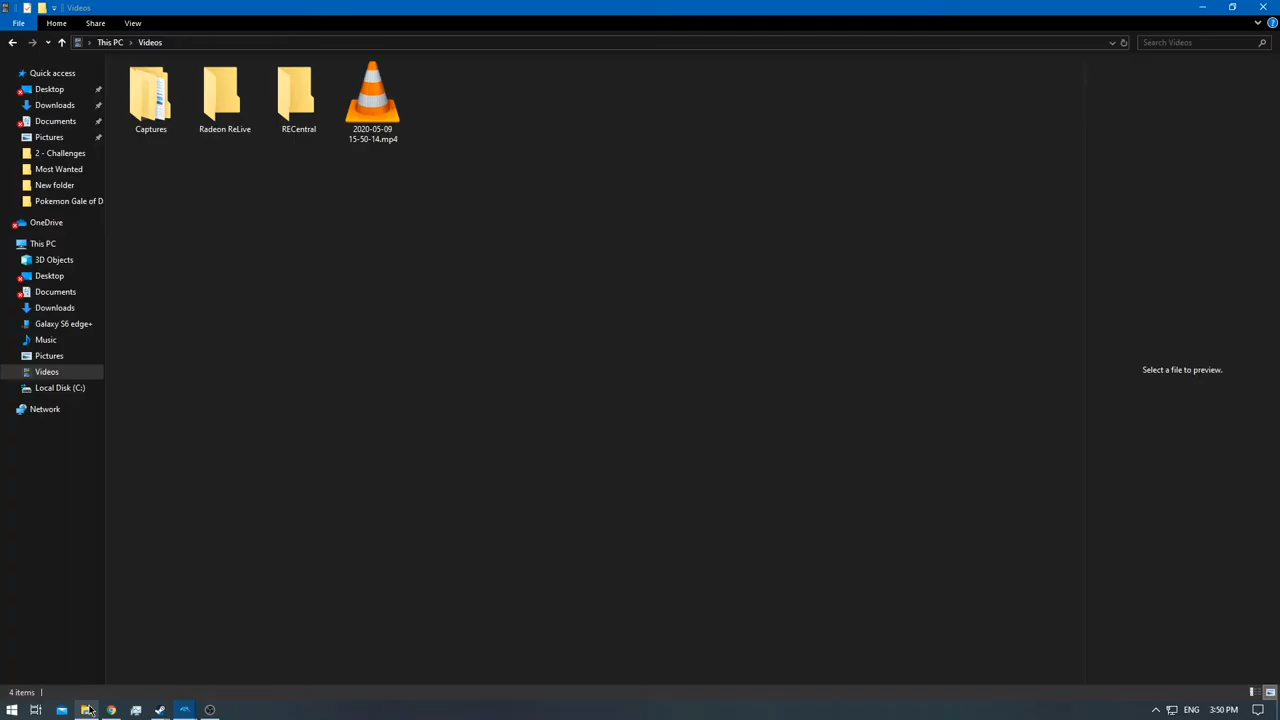 Videos
File
Home
Share
View
This PC
Videos
Search Videos
Quick access
Desktop
Downloads
Documents
Pictures
2 - Challenges
Most Wanted
New folder
Pokemon Gale of D
OneDrive
This PC
3D Objects
Desktop
Documents
Downloads
Galaxy S6 edge+
Music
Pictures
Videos
Local Disk (C:)
Network
Captures
Radeon ReLive
RECentral
2020-05-09
15-50-14.mp4
Select a file to preview.
4 items
ENG
3:50 PM